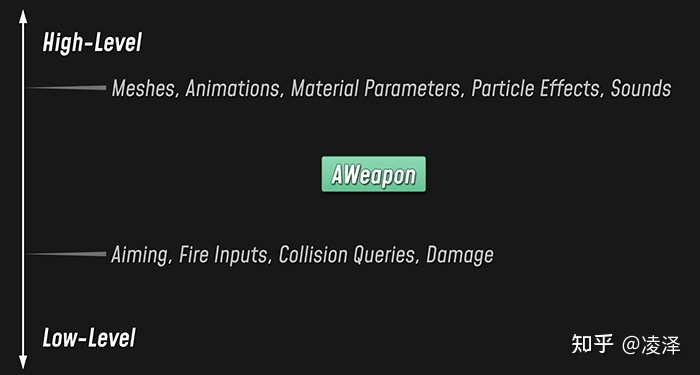 High-Level
Meshes, Animations, Material Parameters, Particle Effects, Sounds
AWeapon
Aiming, Fire Inputs, Collision Queries, Damage
Low-Level
知乎 @凌泽